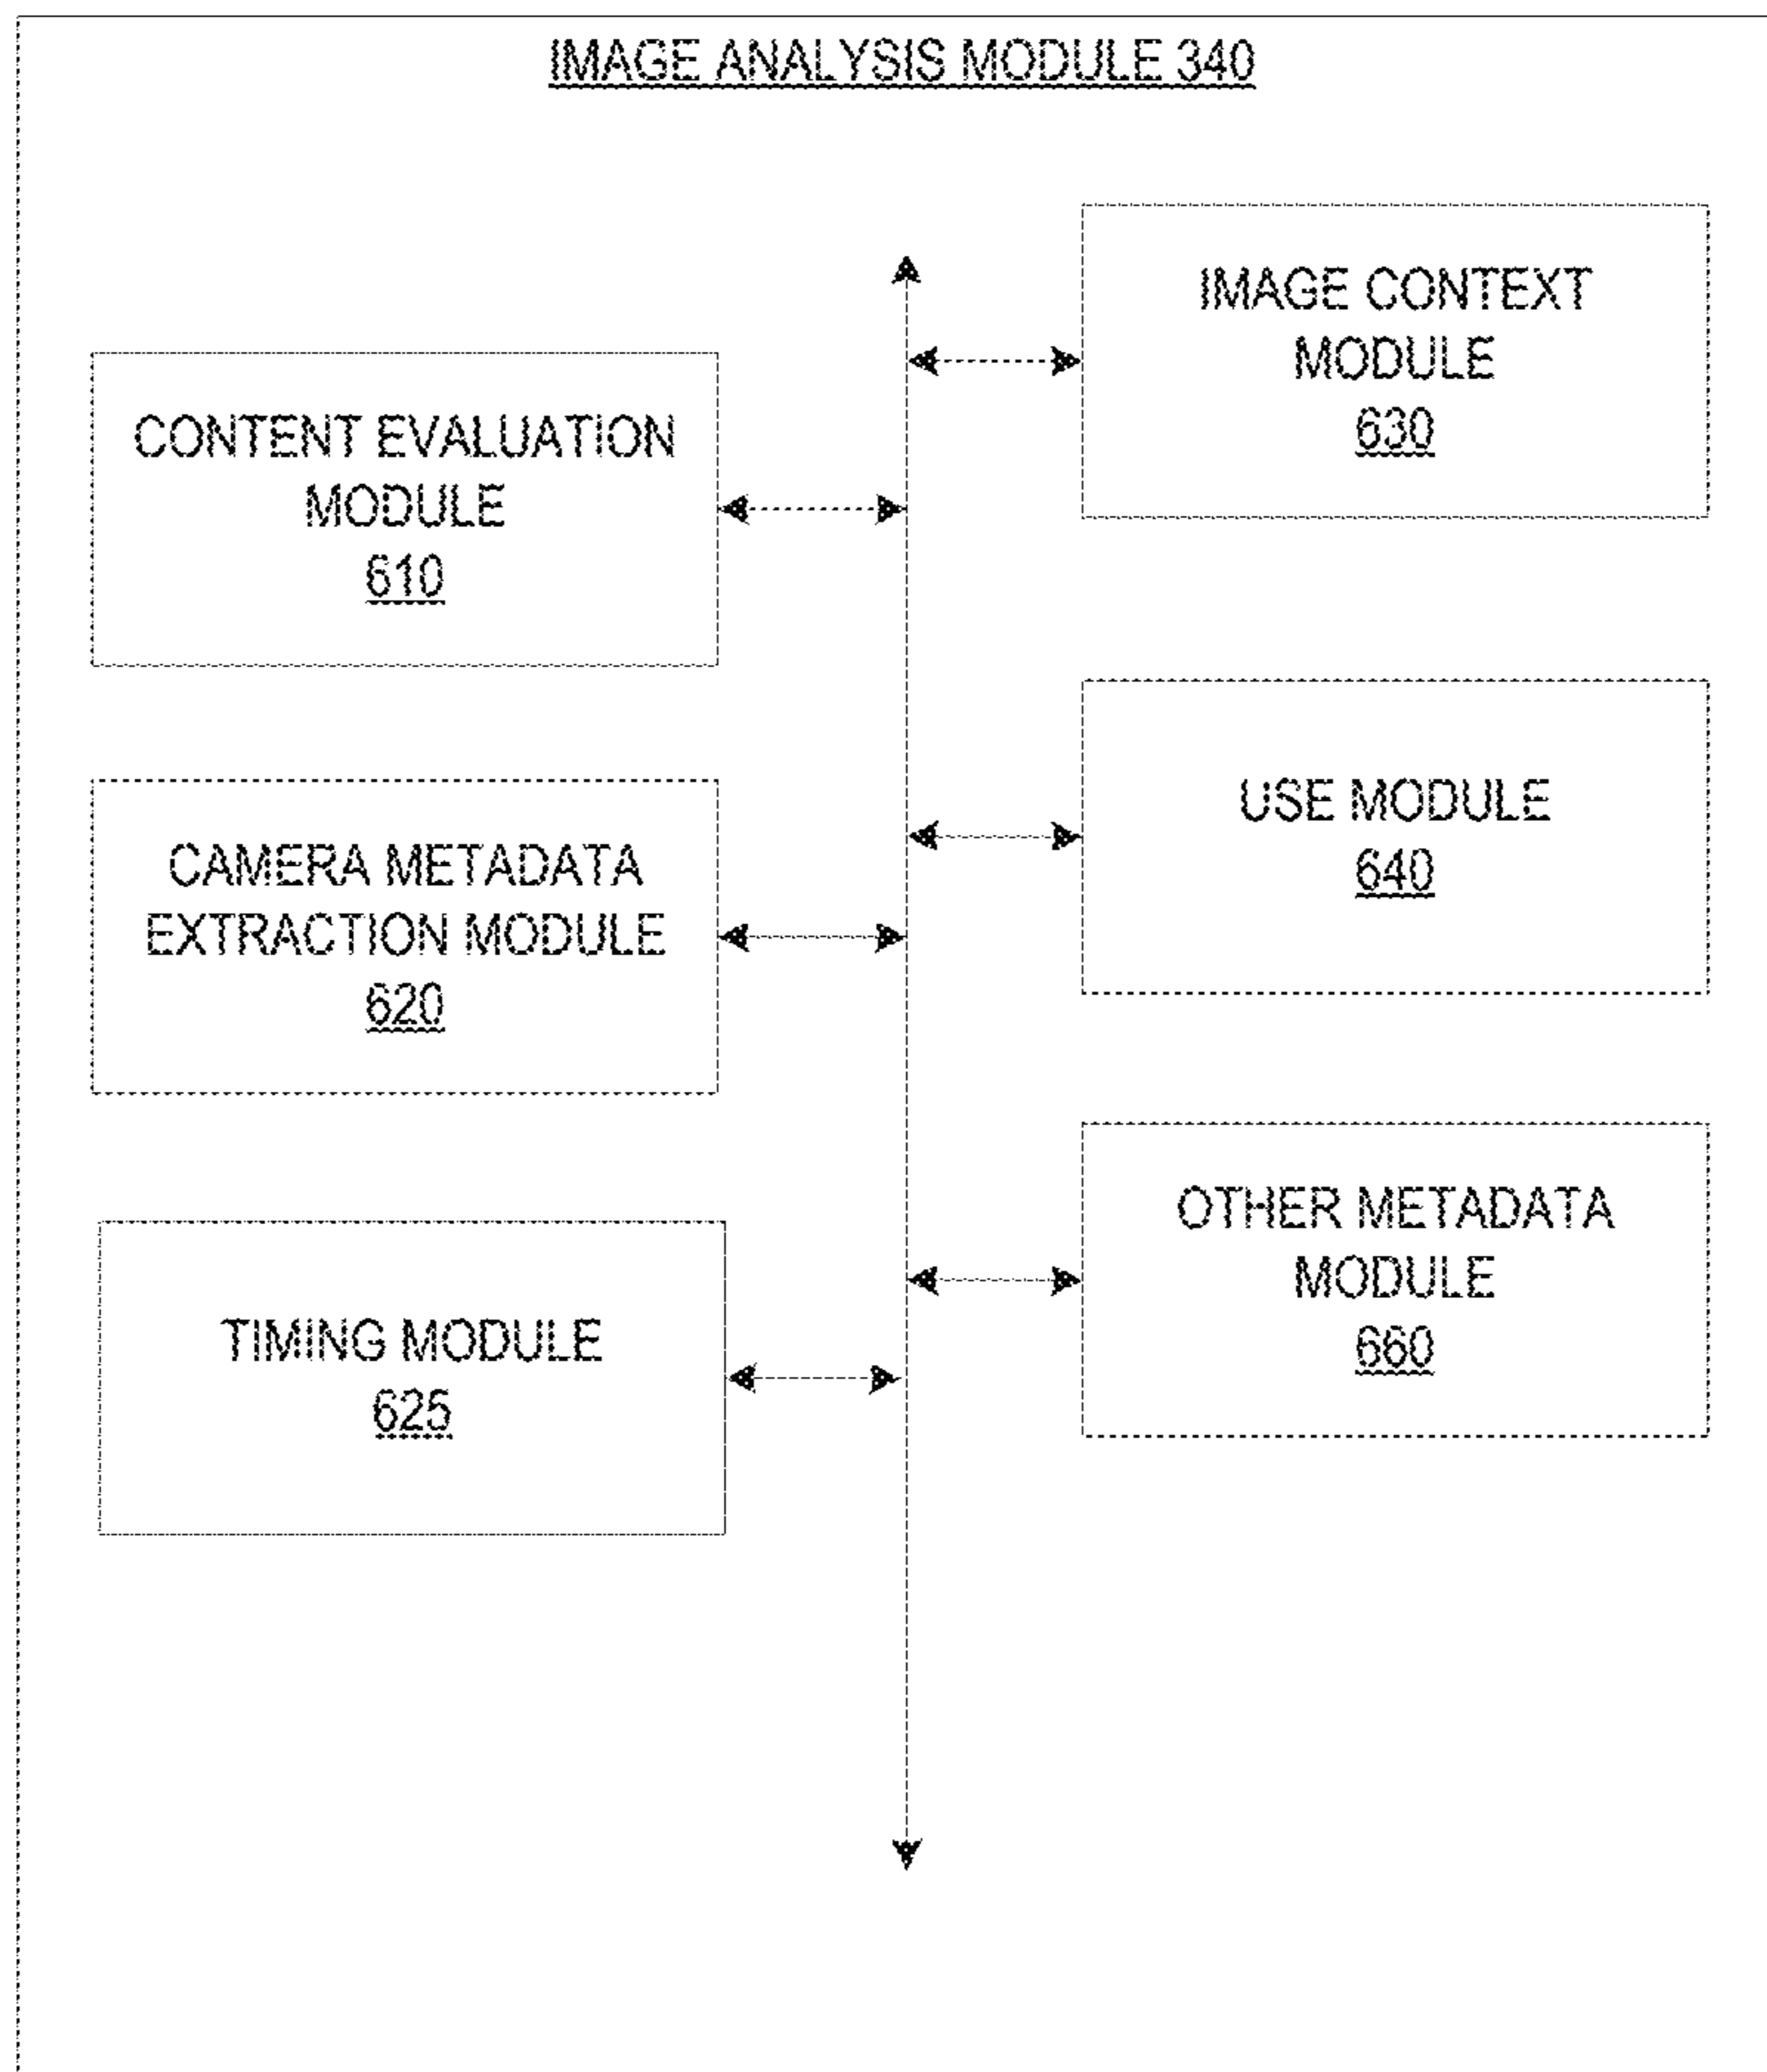 IMAGE ANALYSIS MODULE 340
IMAGE CONTEXT
MODULE
630
CONTENT EVALUATION
MODULE
610
USE MODULE
640
CAMERA METADATA
EXTRACTION MODULE
620
OTHER METADATA
MODULE
660
TIMING MODULE
625